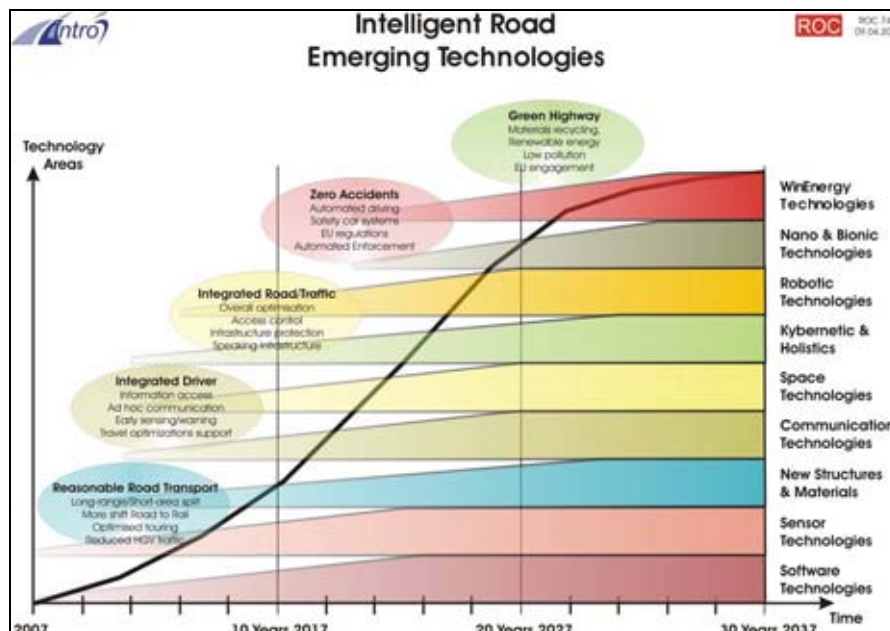 intro
Intelligent Road
Emerging Technologies
ROC
Technology
Areas
Green Highway
Materials recycling,
Renewable energy
Low pollution
EU engagement
Zero Accidents
Automated driving
Safety car systems
EU regulations
Automated Enforcement
Integrated Road/Traffic
Overall optimisation
Access control
Infrastructure protection
Speaking Infrastructure
Integrated Driver
Information access
Ad hoc communication
Early sensing/warning
Travel optimizations support
Reasonable Road Transport
Long-range/Short-area split
More shift Road to Rail
Optimised touring
Reduced HGV traffic
WinEnergy
Technologies
Nano & Bionic
Technologies
Robotic
Technologies
Kybernetic &
Holistics
Space
Technologies
Communication
Technologies
New Structures
& Materials
Sensor
Technologies
Software
Technologies
Time
2007
10 Years 2017
20 Years 2027
30 Years 2037